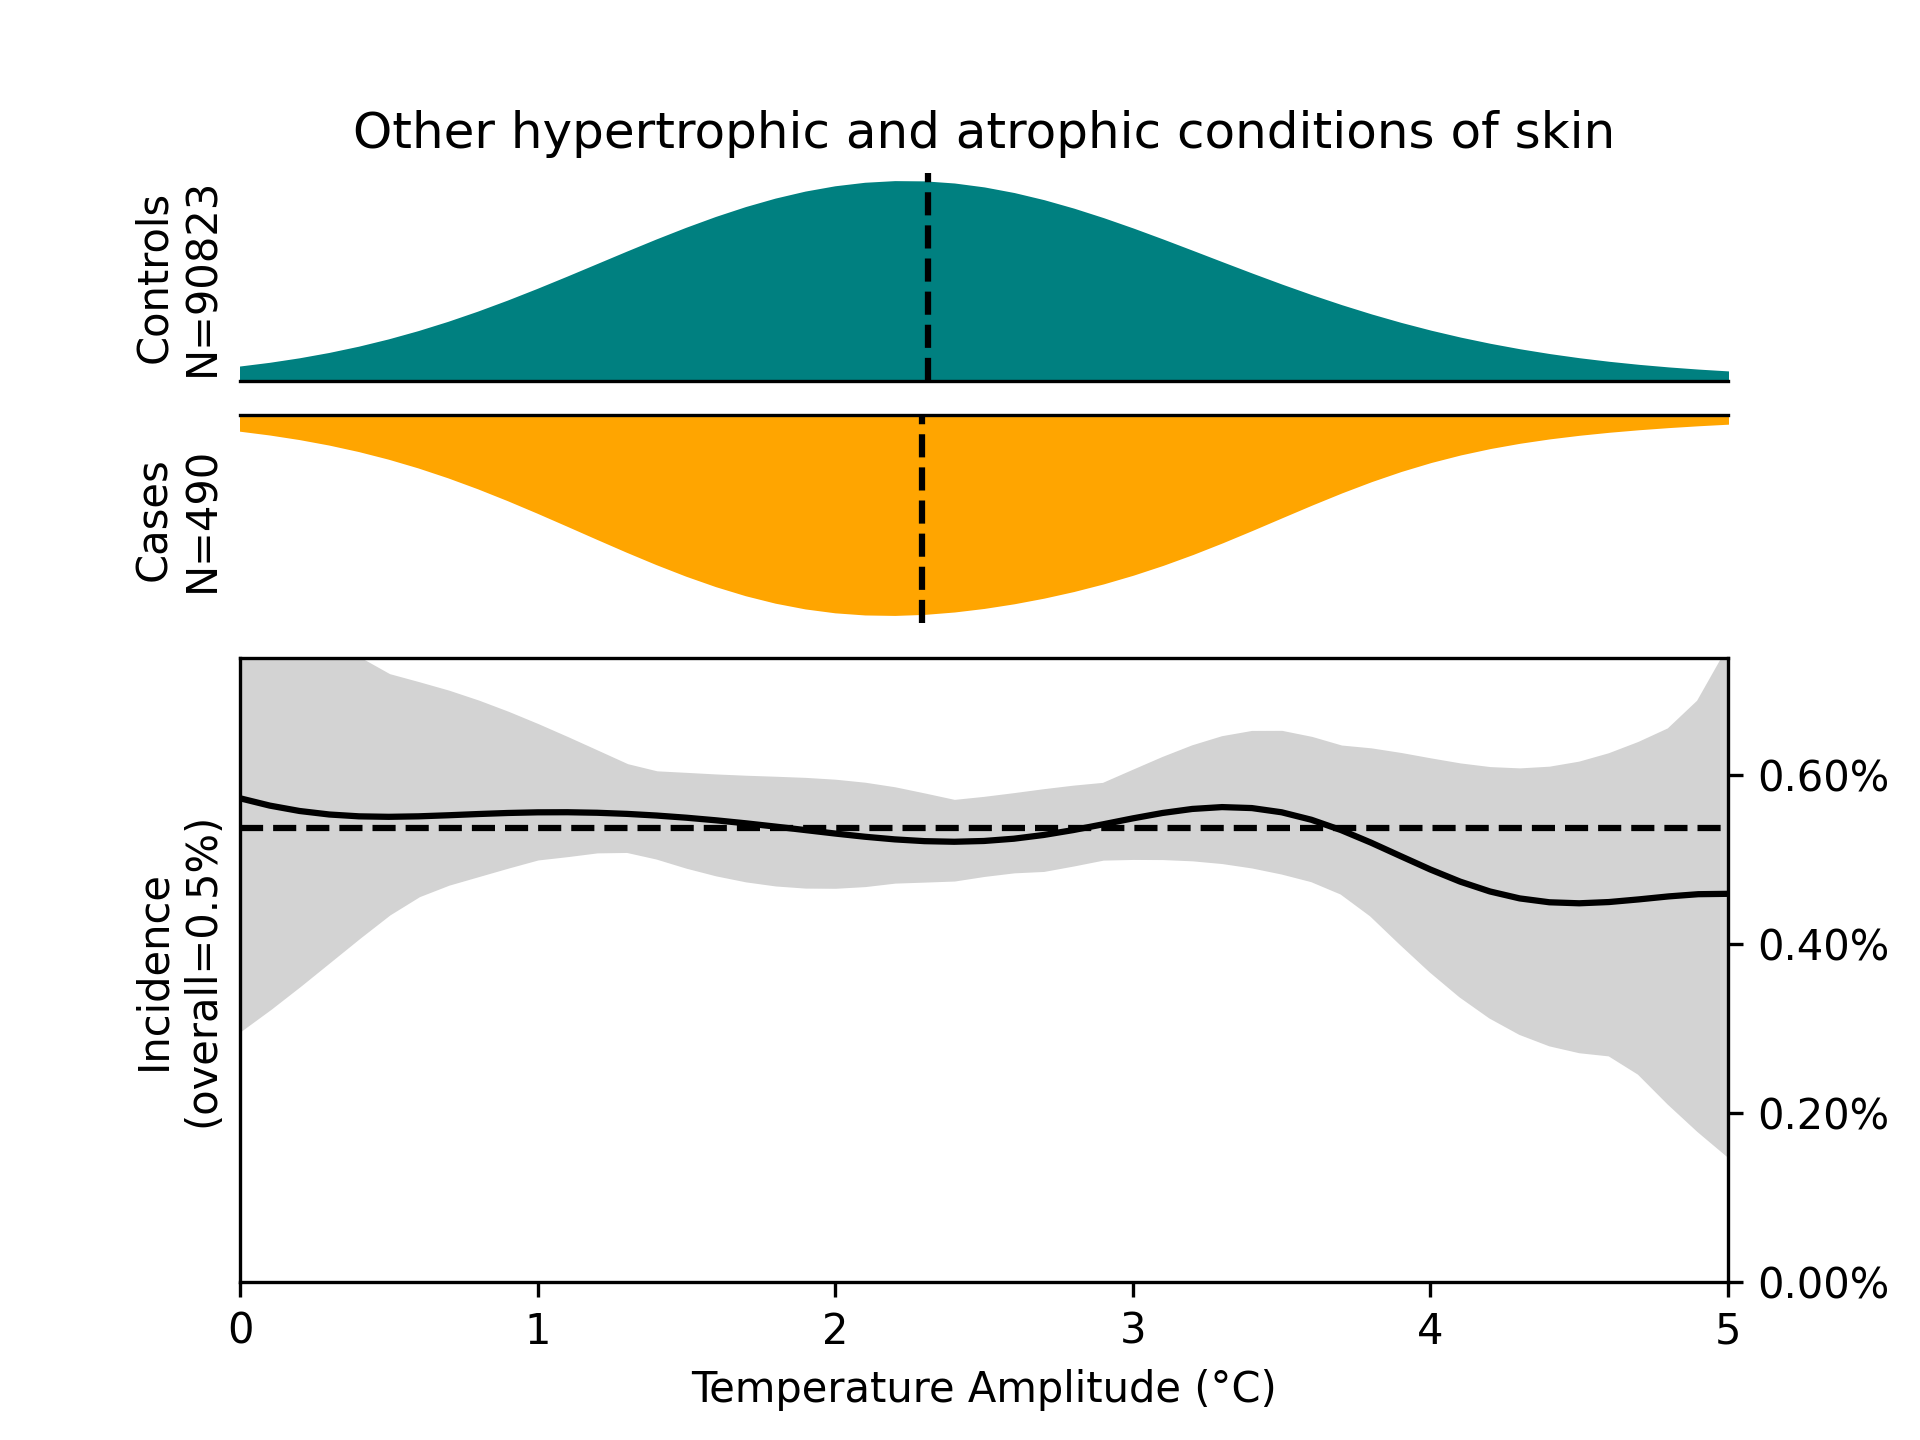 Other hypertrophic and atrophic conditions of skin
Controls
N=90823
Cases
N=490
Incidence
(overall=0.5%)
0.60%
0.40%
0.20%
0.00%
0 1 2 3 4 5
Temperature Amplitude (°C)